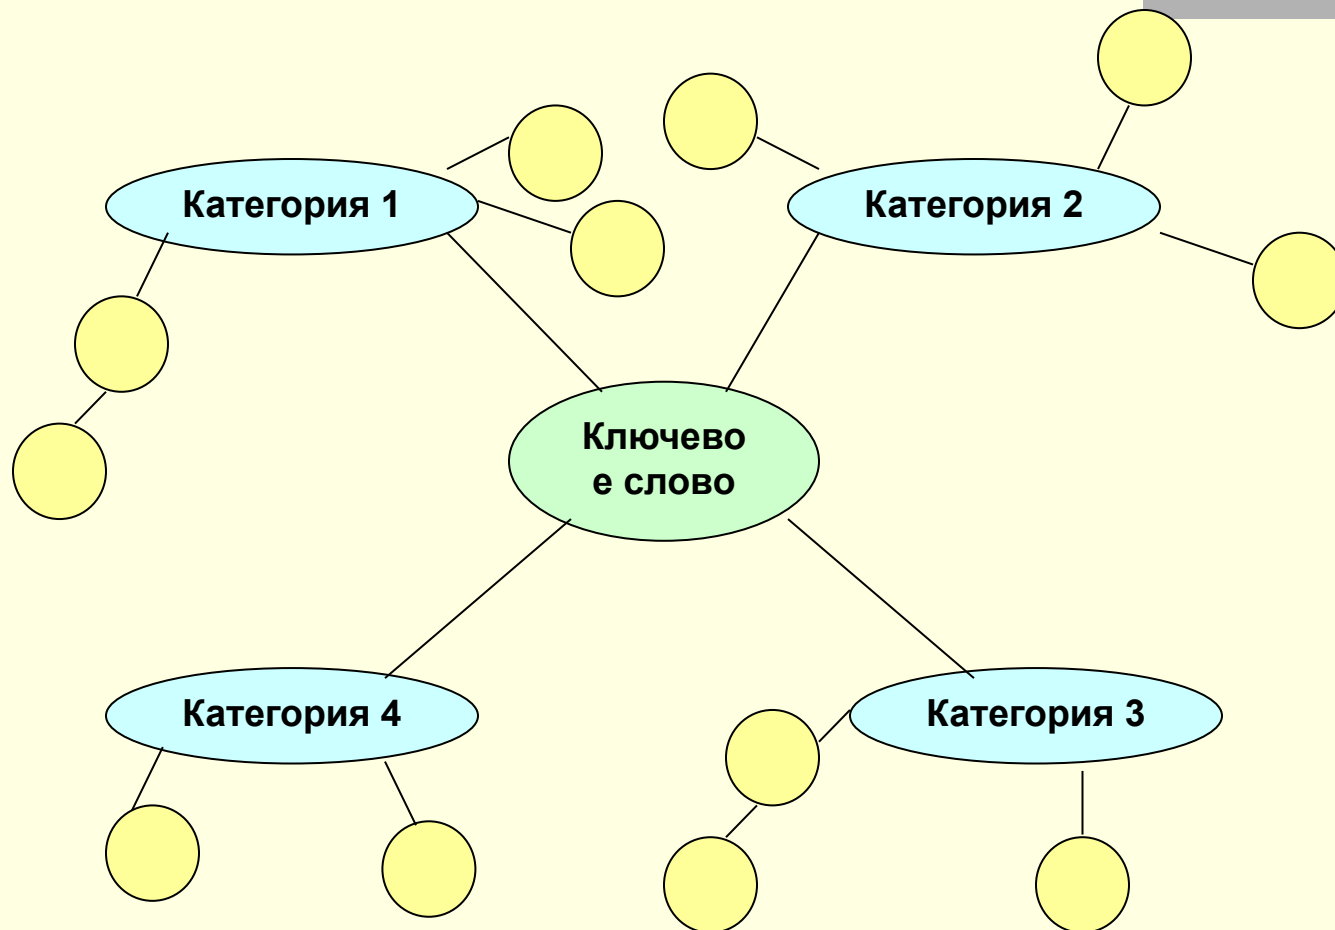 Категория 1
Категория 2
Ключево
е слово
Категория 4
Категория 3